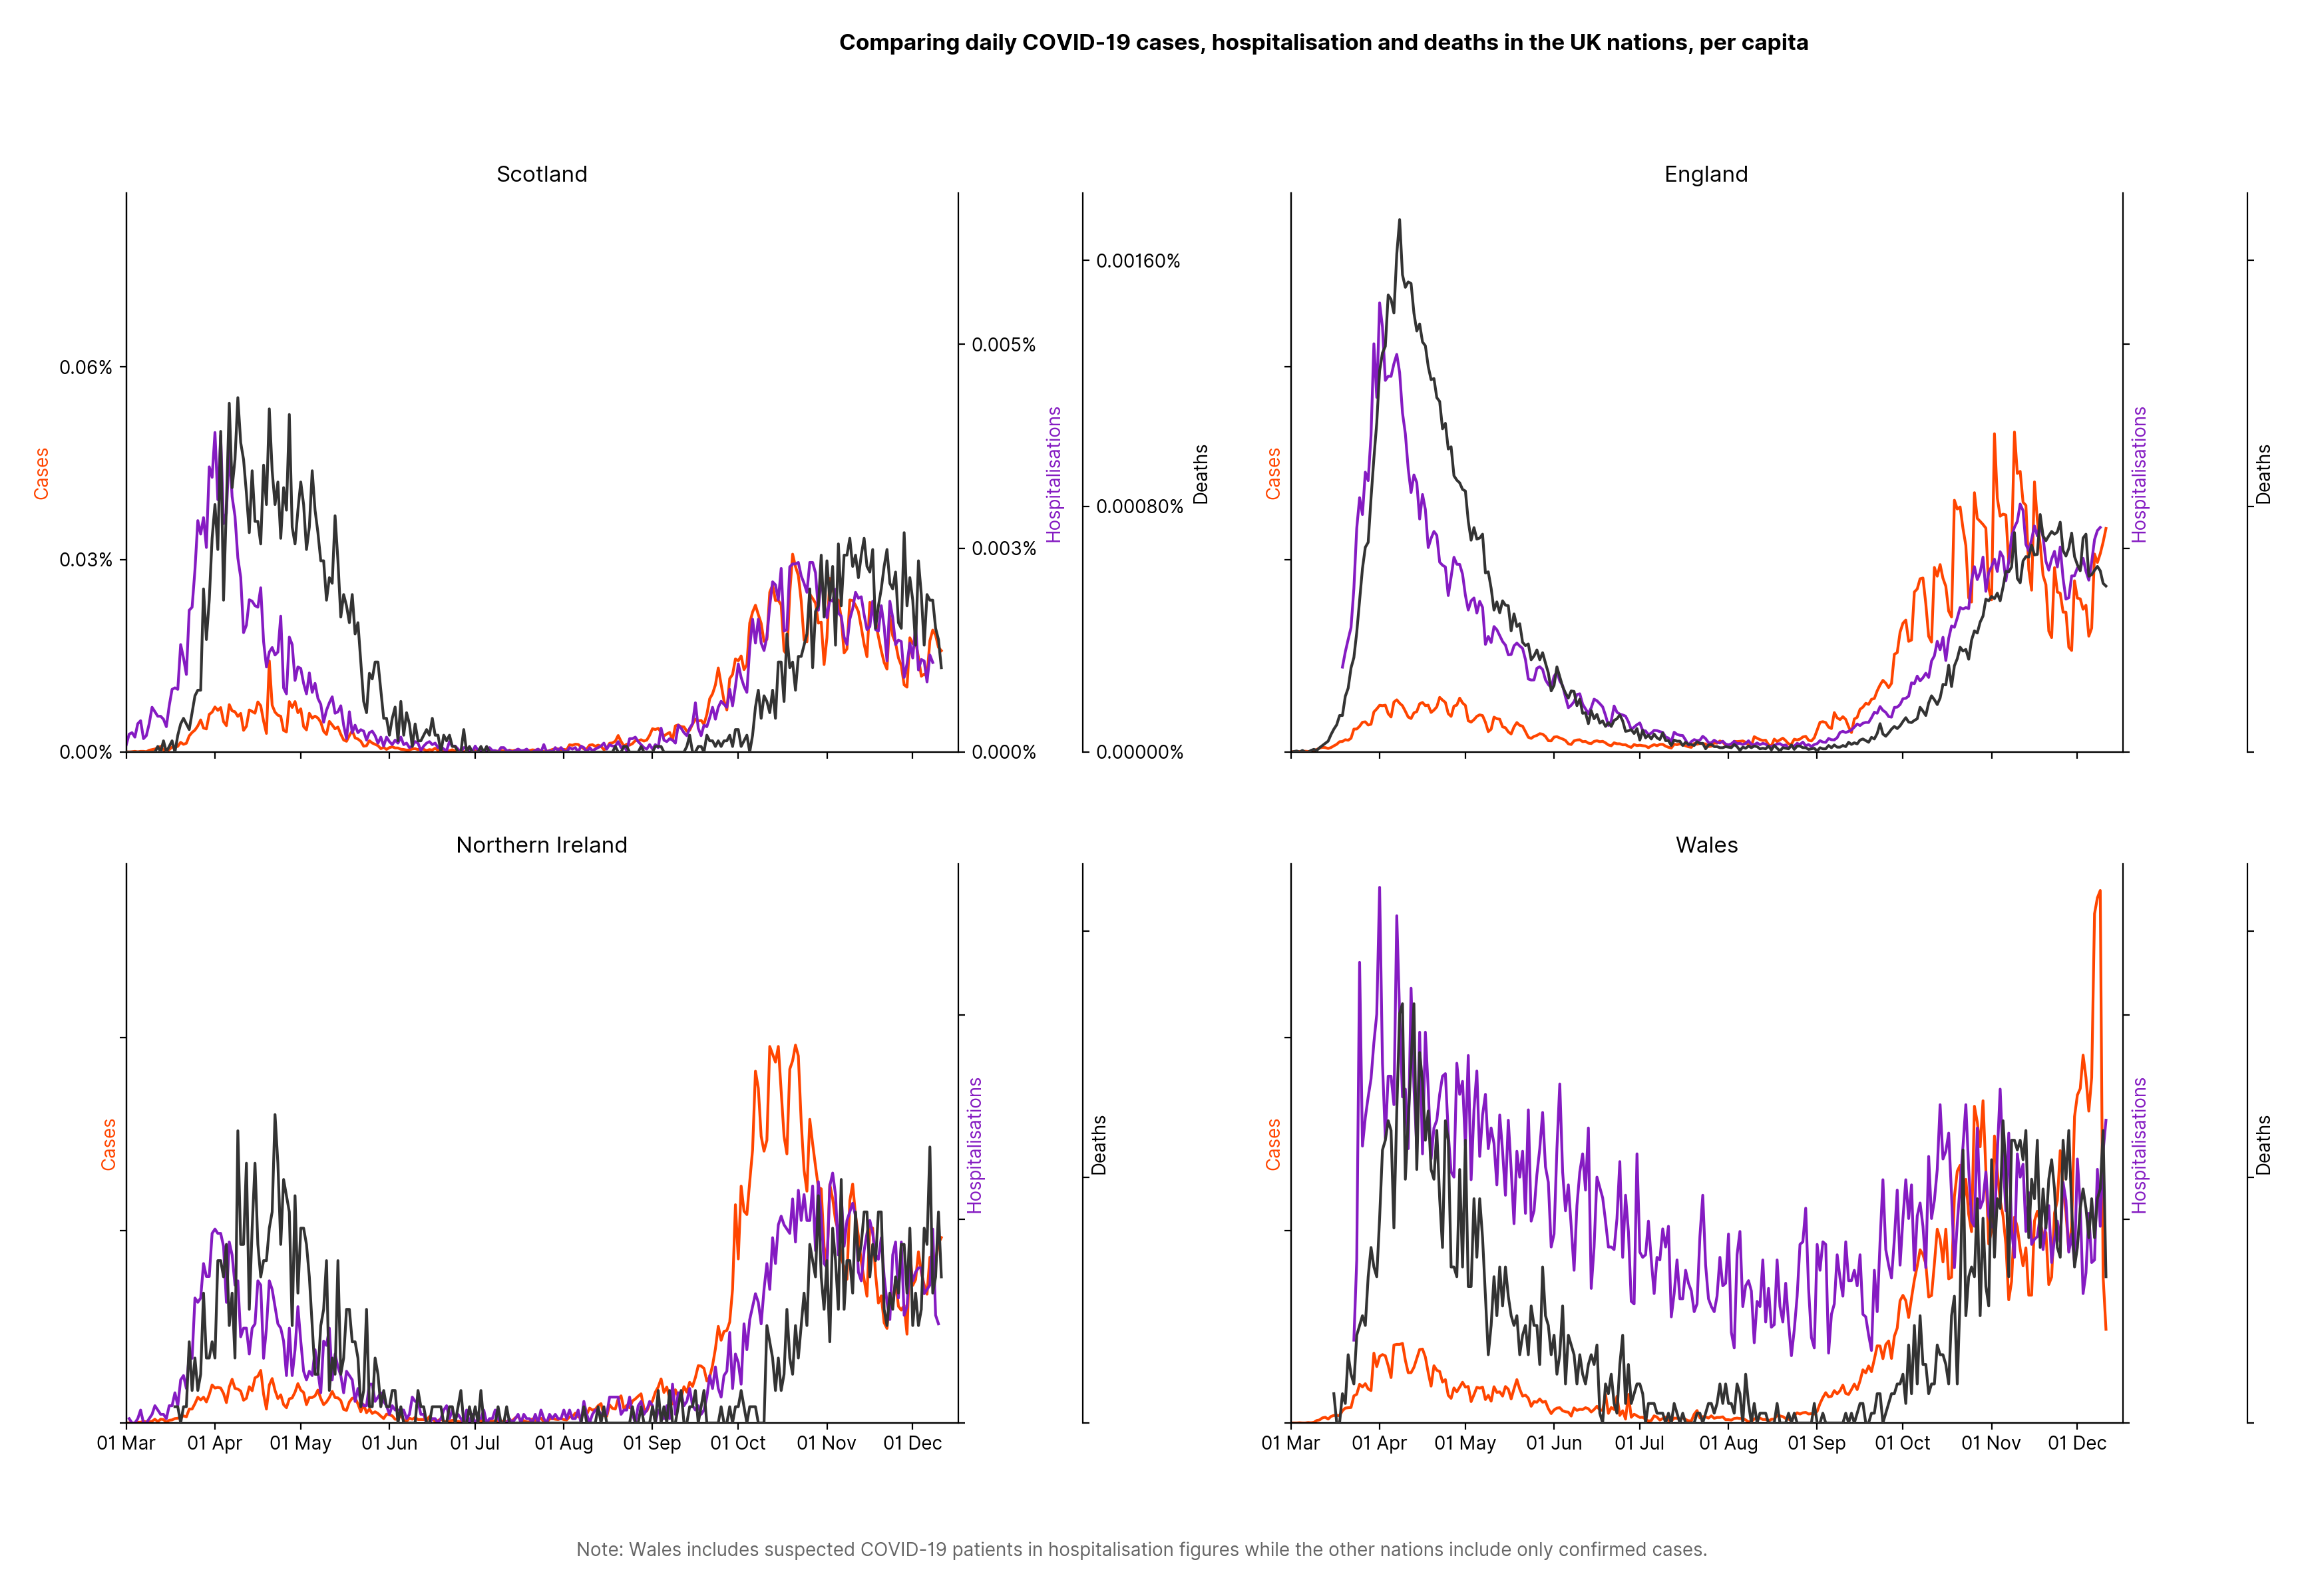 Comparing daily COVID-19 cases, hospitalisation and deaths in the UK nations, per capita
Scotland
0.06%
0.03%
0.00%
Cases
0.005%
0.003%
0.000%
Hospitalisations
0.00160%
0.00080%
0.00000%
Deaths
England
Cases
Hospitalisations
Deaths
Northern Ireland
Cases
Hospitalisations
Deaths
01 Mar 01 Apr 01 May 01 Jun 01 Jul 01 Aug 01 Sep 01 Oct 01 Nov 01 Dec
Wales
Cases
Hospitalisations
Deaths
01 Mar 01 Apr 01 May 01 Jun 01 Jul 01 Aug 01 Sep 01 Oct 01 Nov 01 Dec
Note: Wales includes suspected COVID-19 patients in hospitalisation figures while the other nations include only confirmed cases.